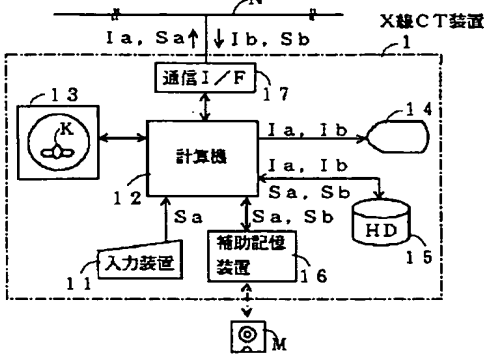 N
X線CT装置
Ia, Sa Ib, Sb
1
通信I/F
17
13
K
14
計算機
12
Ia, Ib
Ia, Ib
Sa, Sb
Sa
Sa, Sb
HD
15
入力装置
11
補助記憶
装置
16
M